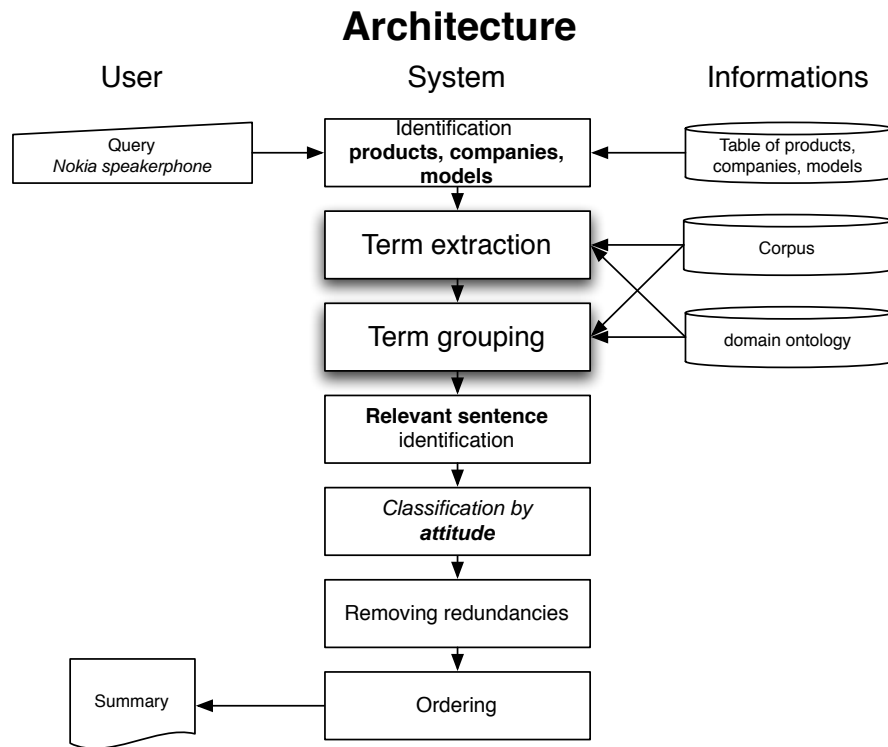 Architecture
User
System
Informations
Query
Nokia speakerphone
Identification
products, companies,
models
Table of products,
companies, models
Term extraction
Corpus
Term grouping
domain ontology
Relevant sentence
identification
Classification by
attitude
Removing redundancies
Summary
Ordering